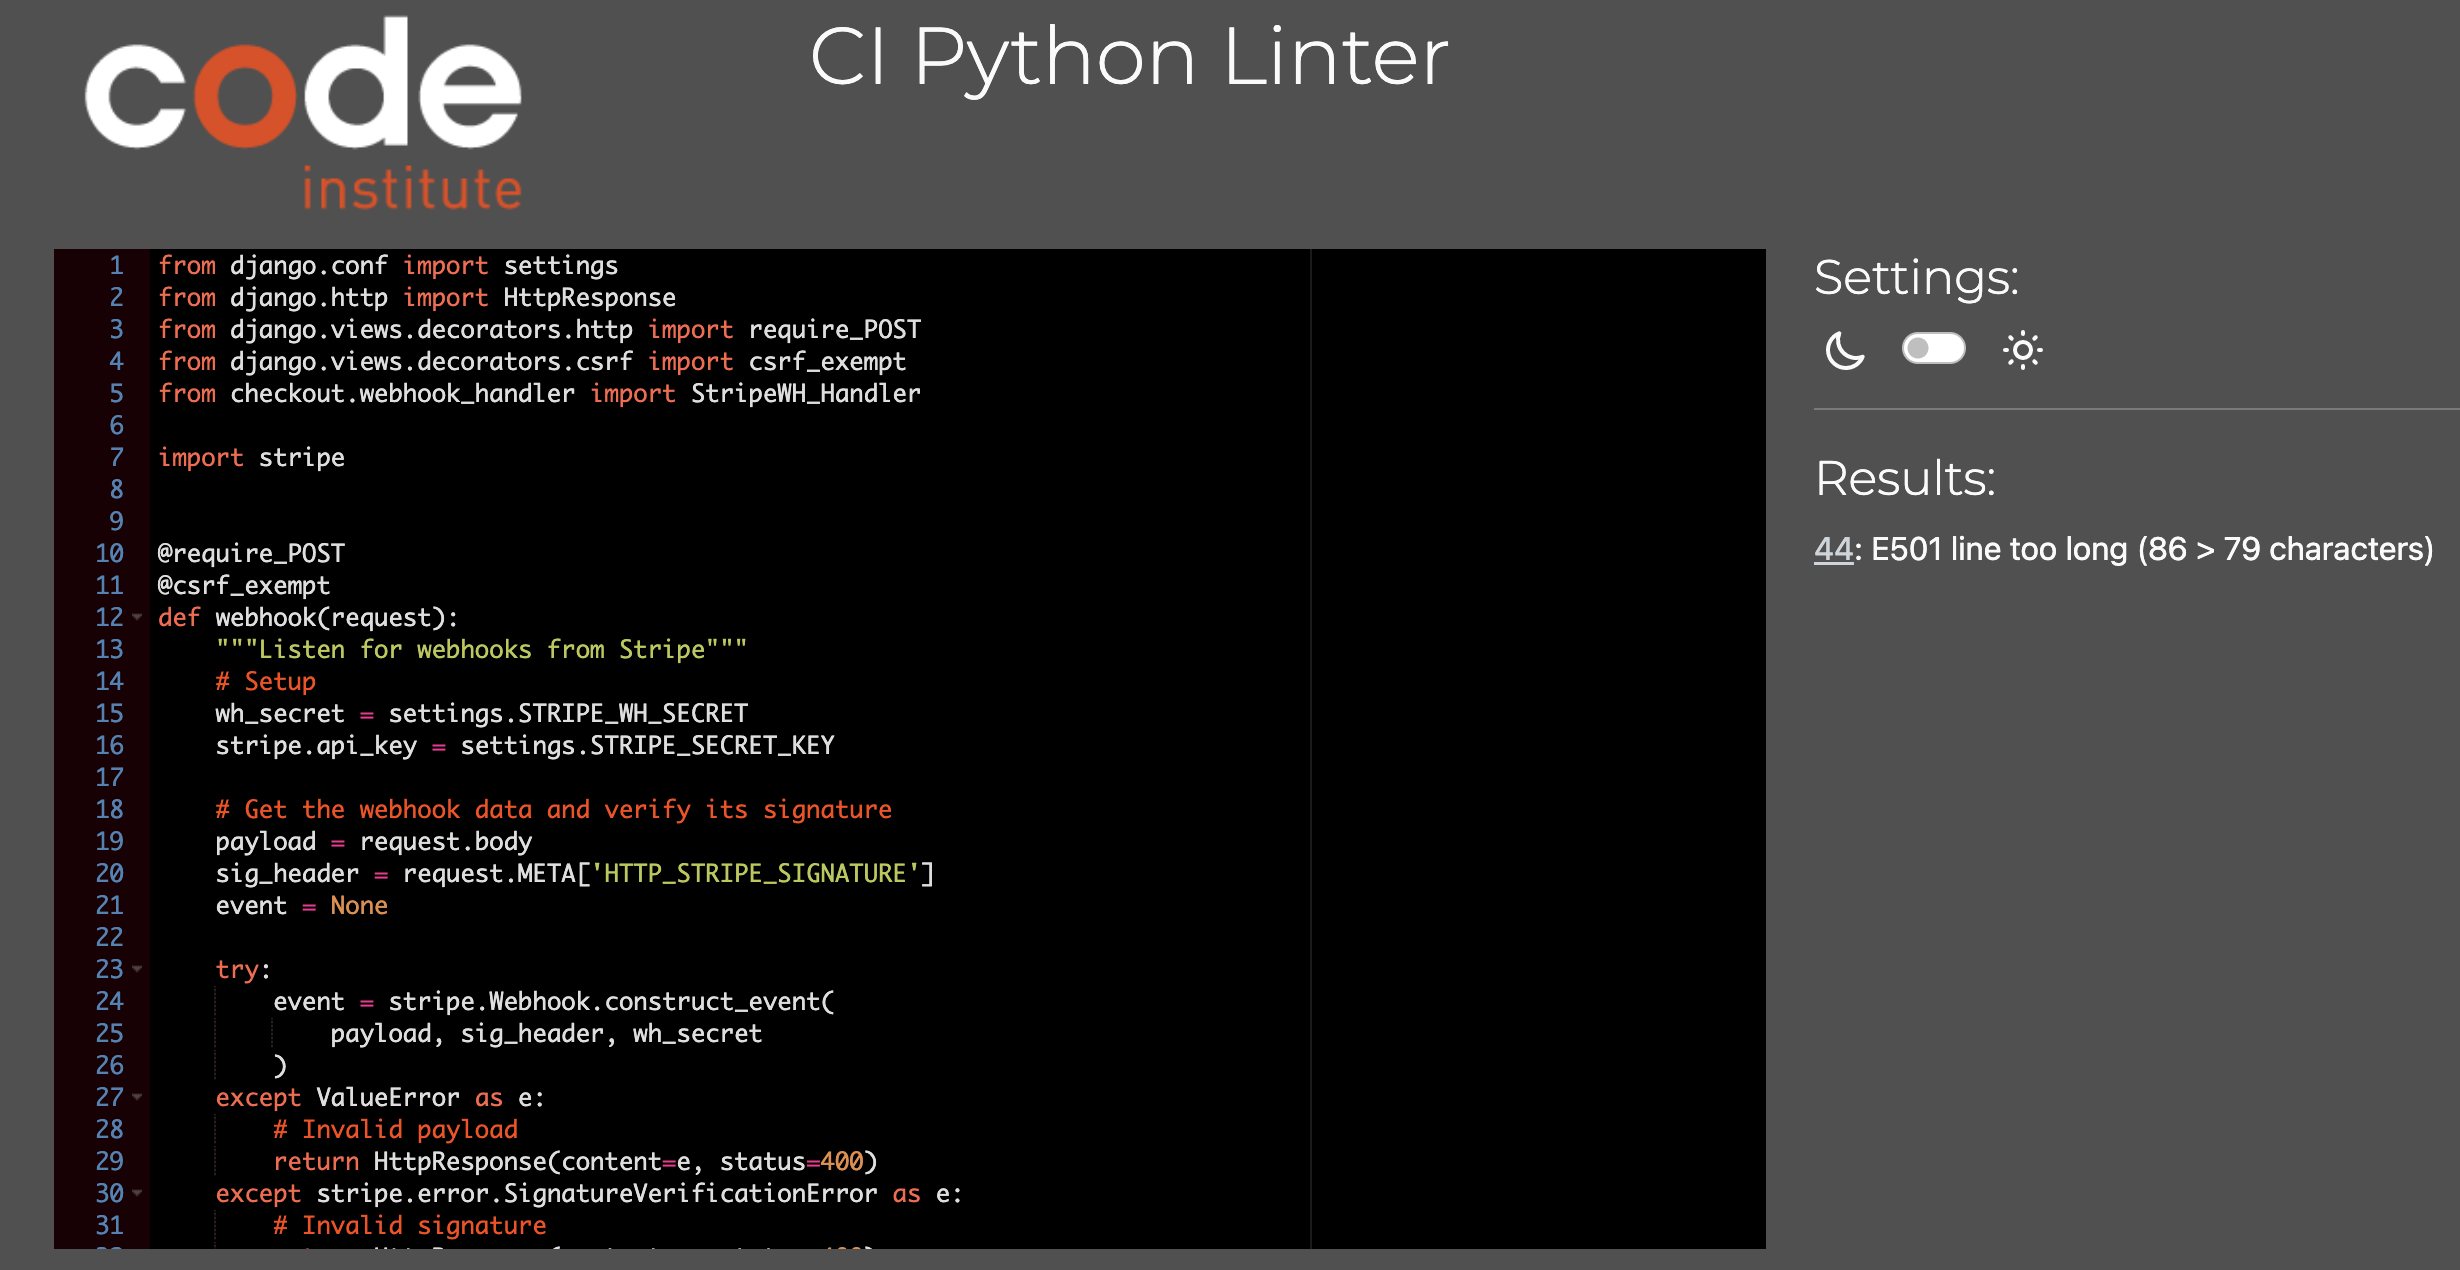 code
institute
CI Python Linter
1 from django.conf import settings
2 from django.http import HttpResponse
3 from django.views.decorators.http import require_POST
4 from django.views.decorators.csrf import csrf_exempt
5 from checkout.webhook_handler import StripeWH_Handler
6
7 import stripe
8
9
10 @require_POST
11 @csrf_exempt
12 def webhook(request):
13     """Listen for webhooks from Stripe"""
14     # Setup
15     wh_secret = settings.STRIPE_WH_SECRET
16     stripe.api_key = settings.STRIPE_SECRET_KEY
17
18     # Get the webhook data and verify its signature
19     payload = request.body
20     sig_header = request.META['HTTP_STRIPE_SIGNATURE']
21     event = None
22
23     try:
24         event = stripe.Webhook.construct_event(
25             payload, sig_header, wh_secret
26         )
27     except ValueError as e:
28         # Invalid payload
29         return HttpResponse(content=e, status=400)
30     except stripe.error.SignatureVerificationError as e:
31         # Invalid signature
Settings:
Results:
44: E501 line too long (86 > 79 characters)